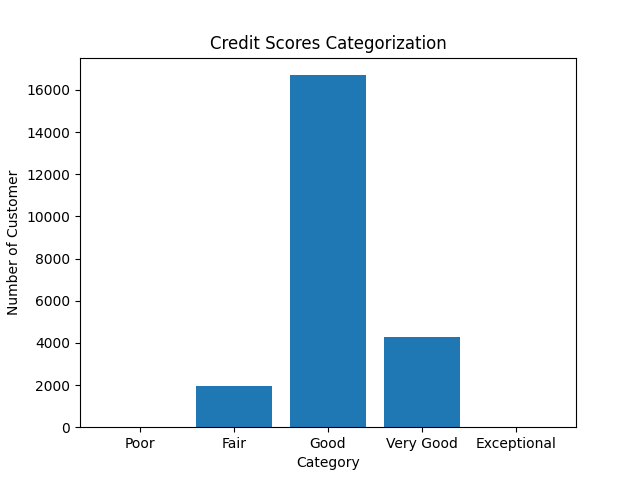 Credit Scores Categorization
Number of Customer
16000
14000
12000
10000
8000
6000
4000
2000
0
Poor Fair Good Very Good Exceptional
Category